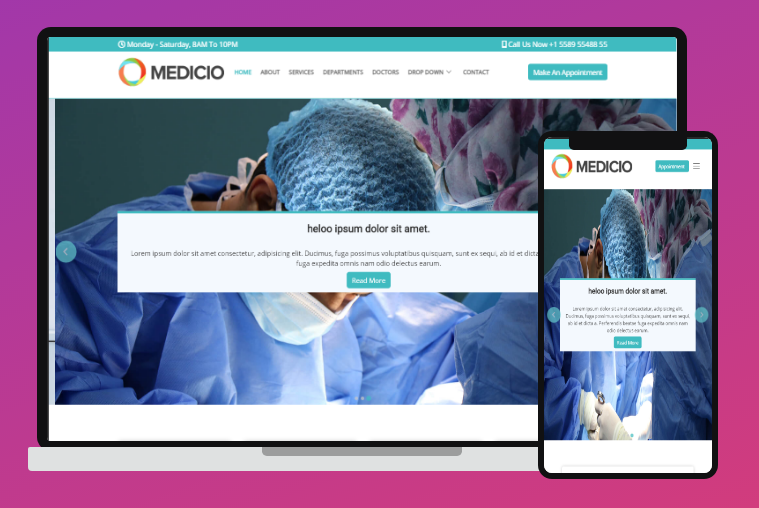 Monday - Saturday, 8AM To 10PM
Call Us Now +1 5589 55488 55
MEDICIO
HOME ABOUT SERVICES DEPARTMENTS DOCTORS DROP DOWN CONTACT
Make An Appointment
heloo ipsum dolor sit amet.
Lorem ipsum dolor sit amet consectetur, adipisicing elit. Ducimus, fuga possimus voluptatibus quisquam, sunt ex sequi, ab id et dicta
fuga expedita omnis nam odio delectus earum.
Read More
MEDICIO
Appointment
heloo ipsum dolor sit amet.
Lorem ipsum dolor sit amet consectetur, adipisicing elit.
Ducimus, fuga possimus voluptatibus quisquam, sunt ex sequi,
ab id et dicta a. Perferendis beatae fuga expedita omnis nam
odio delectus earum.
Read More